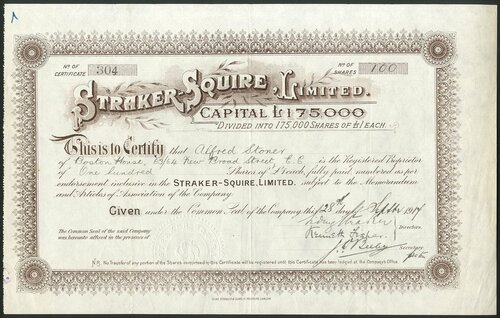 No OF CERTIFICATE 504
No OF SHARES 100
STRAKER-SQUIRE, LIMITED.
CAPITAL £175,000
DIVIDED INTO 175,000 SHARES OF £1 EACH.
This is to Certify that Alfred Stoner
of Boston House, 63/64 New Broad Street, E.C. is the Registered Proprietor
of One hundred Shares of £1 each, fully paid, numbered as per
endorsement inclusive in the STRAKER-SQUIRE, LIMITED. subject to the Memorandum
and Articles of Association of the Company.
Given under the Common Seal of the Company, this 28th day of Septbr 1914
The Common Seal of the said Company
was hereunto affixed in the presence of
Directors.
Secretary
N.B. No Transfer of any portion of the Shares comprised in this Certificate will be registered until this Certificate has been lodged at the Company's Office